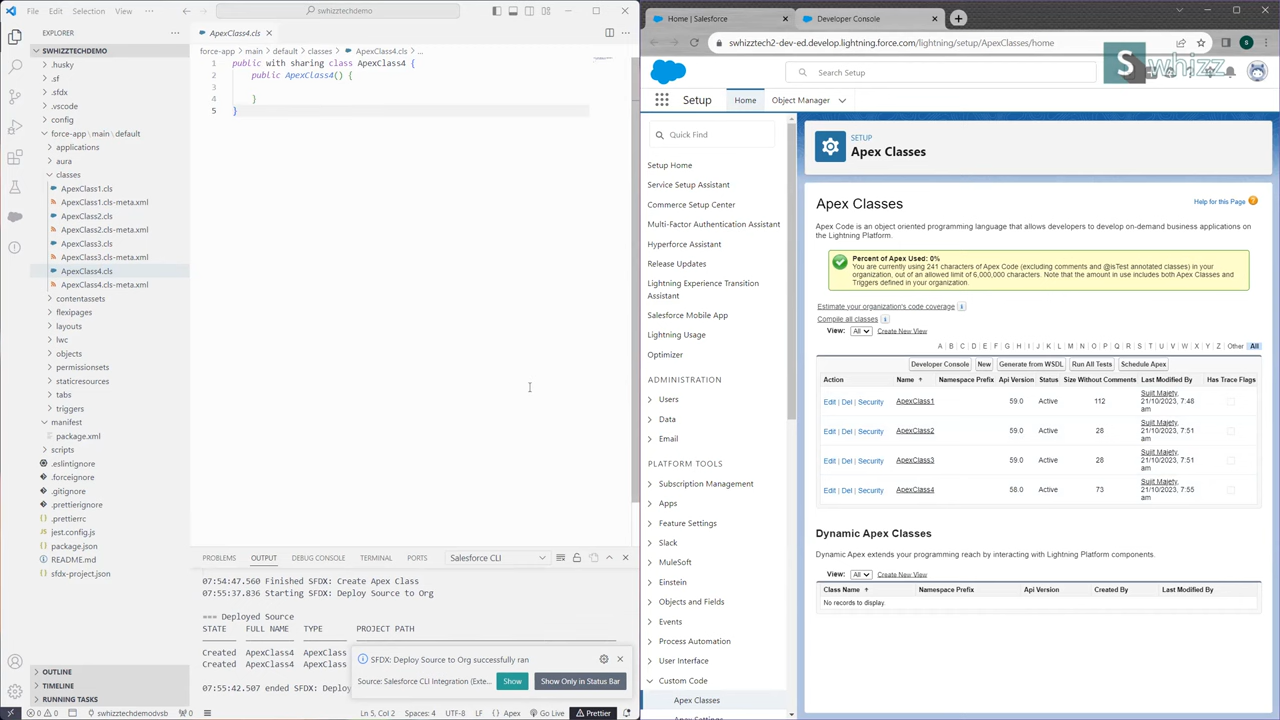 File Edit Selection View ···
swhizztechdemo
EXPLORER
SWHIZZTECHDEMO
.husky
.sf
.sfdx
.vscode
config
force-app | main | default
applications
aura
classes
ApexClass1.cls
ApexClass1.cls-meta.xml
ApexClass2.cls
ApexClass2.cls-meta.xml
ApexClass3.cls
ApexClass3.cls-meta.xml
ApexClass4.cls
ApexClass4.cls-meta.xml
contentassets
flexipages
layouts
lwc
objects
permissionsets
staticresources
tabs
triggers
manifest
package.xml
scripts
.eslintignore
.forceignore
.gitignore
.prettierignore
.prettierrc
jest.config.js
package.json
README.md
sfdx-project.json
OUTLINE
TIMELINE
RUNNING TASKS
ApexClass4.cls
force-app > main > default > classes > ApexClass4.cls > ...
1 public with sharing class ApexClass4 {
2 public ApexClass4() {
3
4 }
5 }
PROBLEMS OUTPUT DEBUG CONSOLE TERMINAL PORTS Salesforce CLI
07:54:47.560 Finished SFDX: Create Apex Class
07:55:37.836 Starting SFDX: Deploy Source to Org
=== Deployed Source
STATE FULL NAME TYPE PROJECT PATH
Created ApexClass4 ApexClass
Created ApexClass4 ApexClass
07:55:42.507 ended SFDX: Deploy
SFDX: Deploy Source to Org successfully ran
Source: Salesforce CLI Integration (Exte...
Show
Show Only in Status Bar
0 0 swhizztechdemodvsb 0 Ln 5, Col 2 Spaces: 4 UTF-8 LF {} Apex Go Live Prettier
Home | Salesforce
Developer Console
swhizztech2-dev-ed.develop.lightning.force.com/lightning/setup/ApexClasses/home
S
S whizz
Search Setup
Setup Home Object Manager
Quick Find
Setup Home
Service Setup Assistant
Commerce Setup Center
Multi-Factor Authentication Assistant
Hyperforce Assistant
Release Updates
Lightning Experience Transition
Assistant
Salesforce Mobile App
Lightning Usage
Optimizer
ADMINISTRATION
Users
Data
Email
PLATFORM TOOLS
Subscription Management
Apps
Feature Settings
Slack
MuleSoft
Einstein
Objects and Fields
Events
Process Automation
User Interface
Custom Code
Apex Classes
Apex Settings
SETUP
Apex Classes
Apex Classes
Help for this Page
Apex Code is an object oriented programming language that allows developers to develop on-demand business applications on
the Lightning Platform.
Percent of Apex Used: 0%
You are currently using 241 characters of Apex Code (excluding comments and @isTest annotated classes) in your
organization, out of an allowed limit of 6,000,000 characters. Note that the amount in use includes both Apex Classes and
Triggers defined in your organization.
Estimate your organization's code coverage
Compile all classes
View: All Create New View
A | B | C | D | E | F | G | H | I | J | K | L | M | N | O | P | Q | R | S | T | U | V | W | X | Y | Z | Other All
Developer Console New Generate from WSDL Run All Tests Schedule Apex
Action Name ↑ Namespace Prefix Api Version Status Size Without Comments Last Modified By Has Trace Flags
Edit | Del | Security ApexClass1 59.0 Active 112 Sujit Majety, 21/10/2023, 7:48 am
Edit | Del | Security ApexClass2 59.0 Active 28 Sujit Majety, 21/10/2023, 7:51 am
Edit | Del | Security ApexClass3 59.0 Active 28 Sujit Majety, 21/10/2023, 7:51 am
Edit | Del | Security ApexClass4 58.0 Active 73 Sujit Majety, 21/10/2023, 7:55 am
Dynamic Apex Classes
Dynamic Apex extends your programming reach by interacting with Lightning Platform components.
View: All Create New View
Class Name ↑ Namespace Prefix Api Version Created By Last Modified By
No records to display.